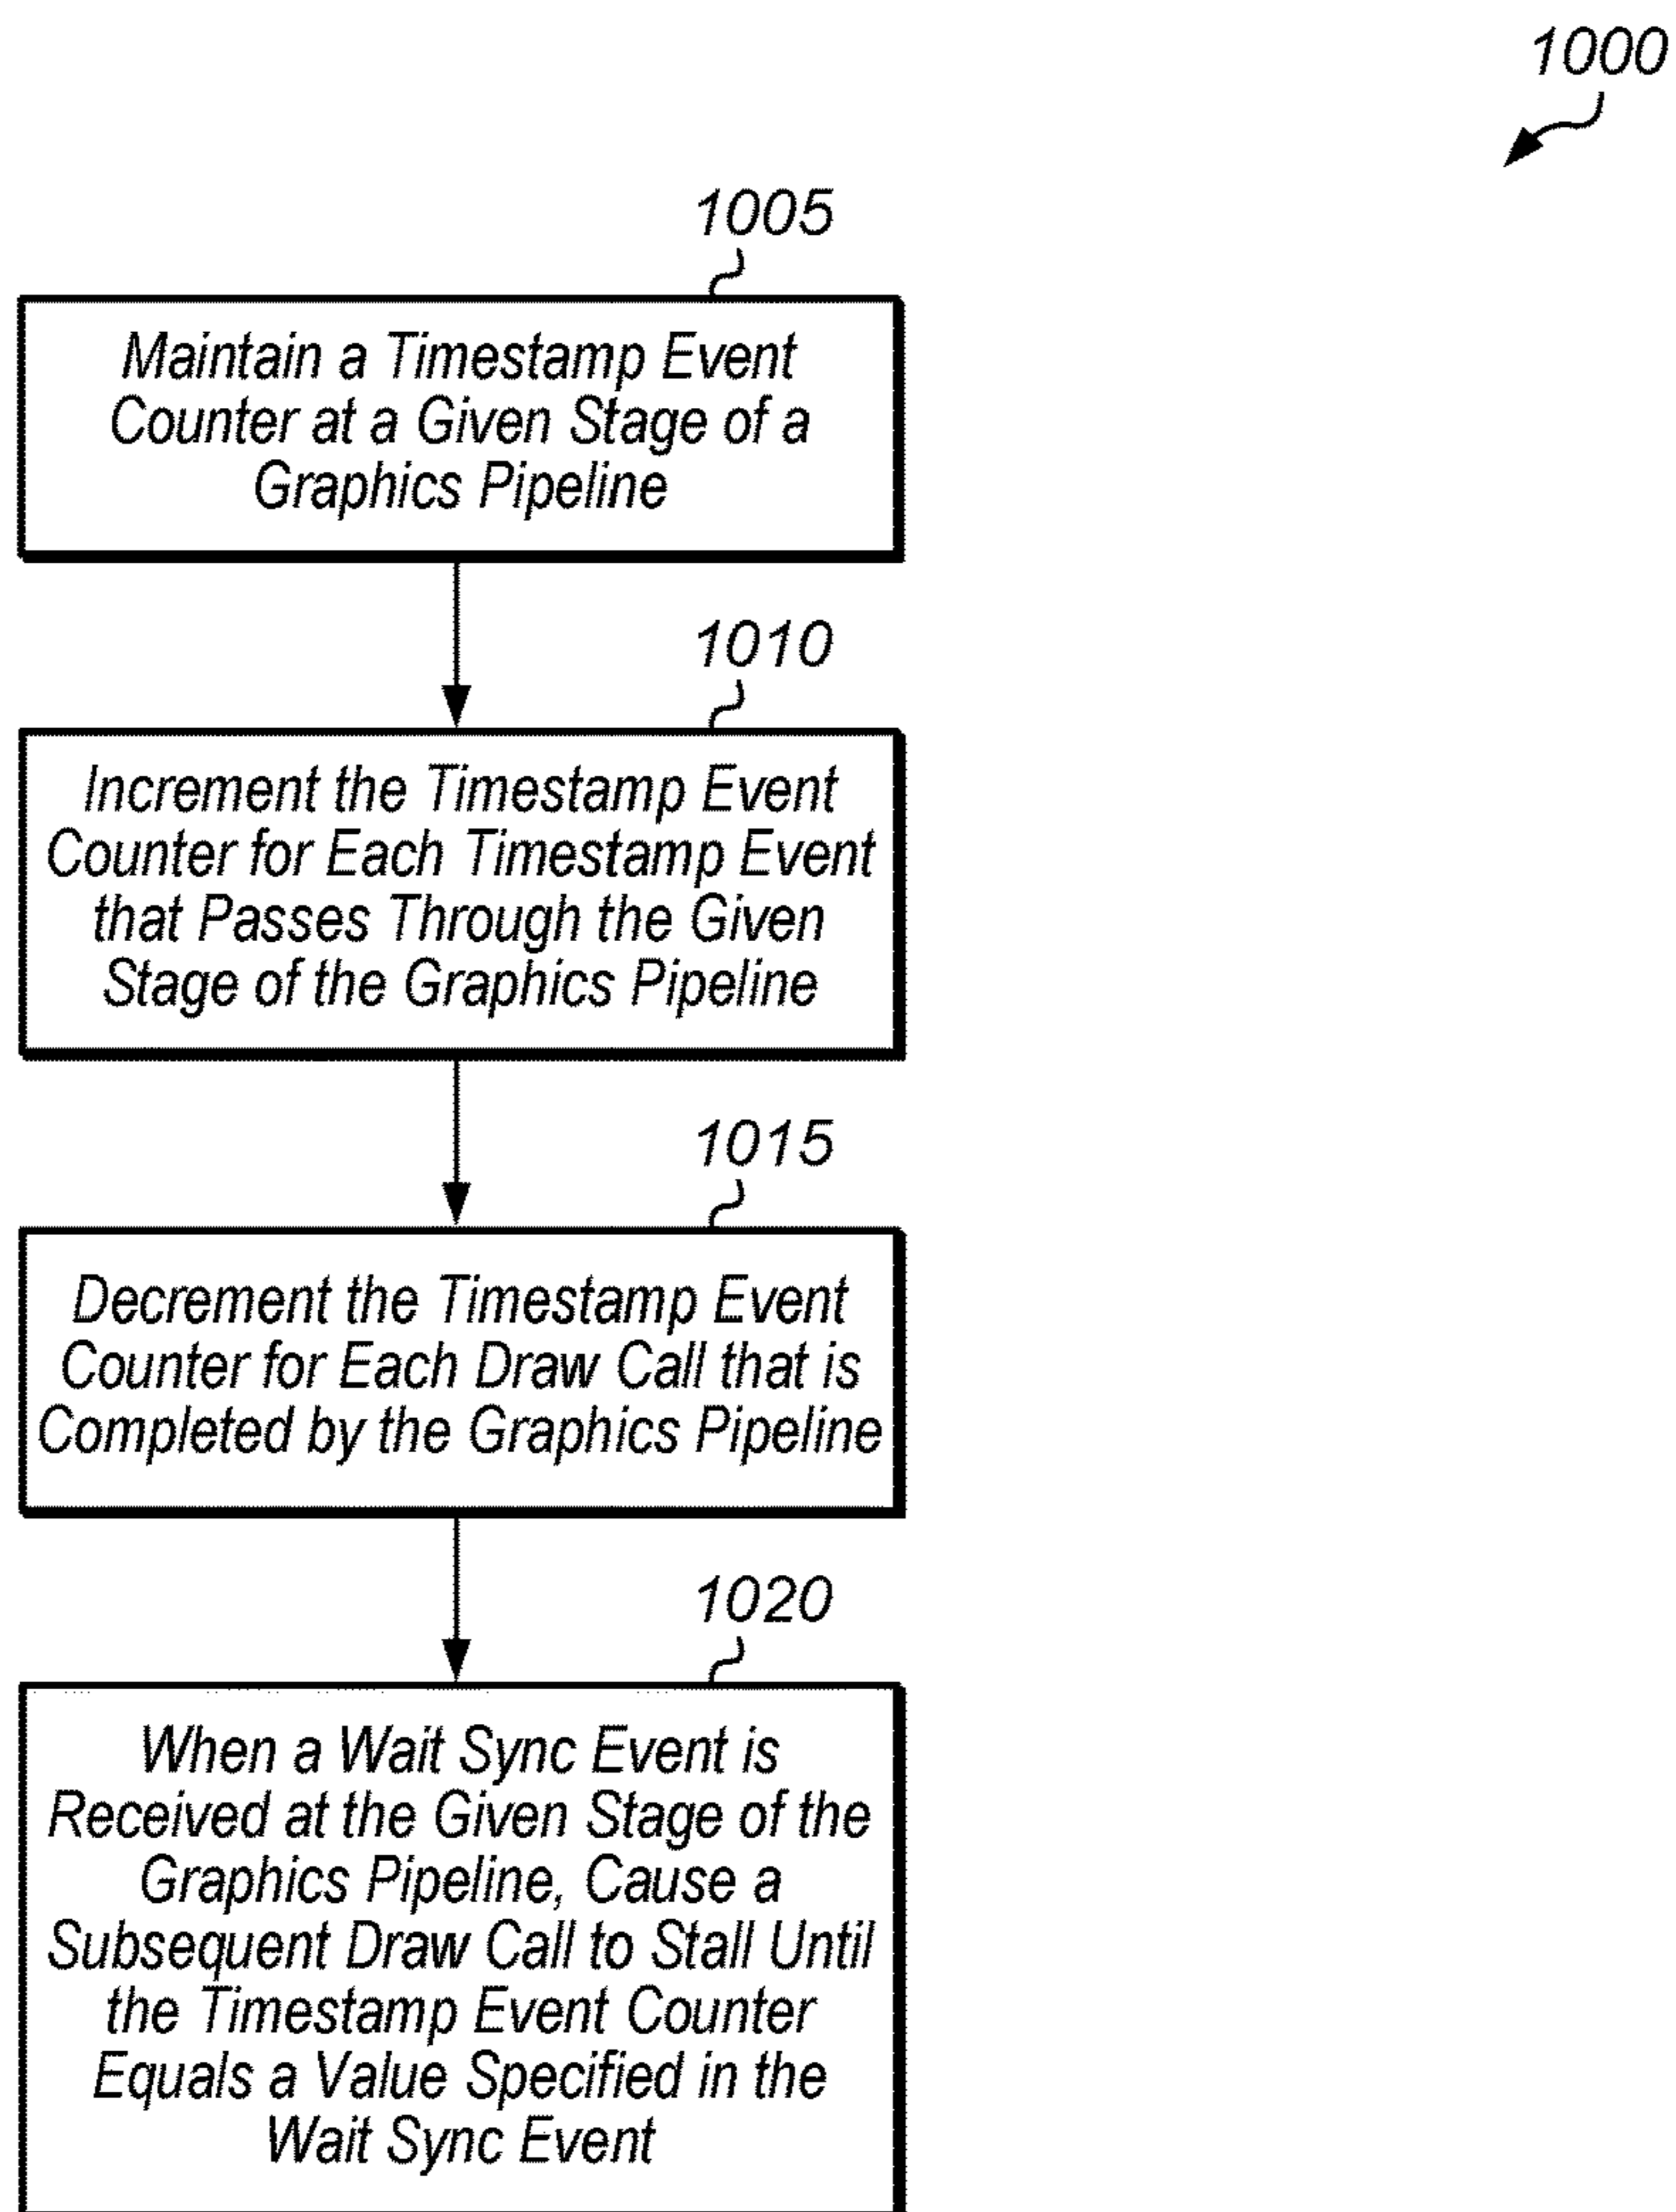 1000
1005
Maintain a Timestamp Event
Counter at a Given Stage of a
Graphics Pipeline
1010
Increment the Timestamp Event
Counter for Each Timestamp Event
that Passes Through the Given
Stage of the Graphics Pipeline
1015
Decrement the Timestamp Event
Counter for Each Draw Call that is
Completed by the Graphics Pipeline
1020
When a Wait Sync Event is
Received at the Given Stage of the
Graphics Pipeline, Cause a
Subsequent Draw Call to Stall Until
the Timestamp Event Counter
Equals a Value Specified in the
Wait Sync Event